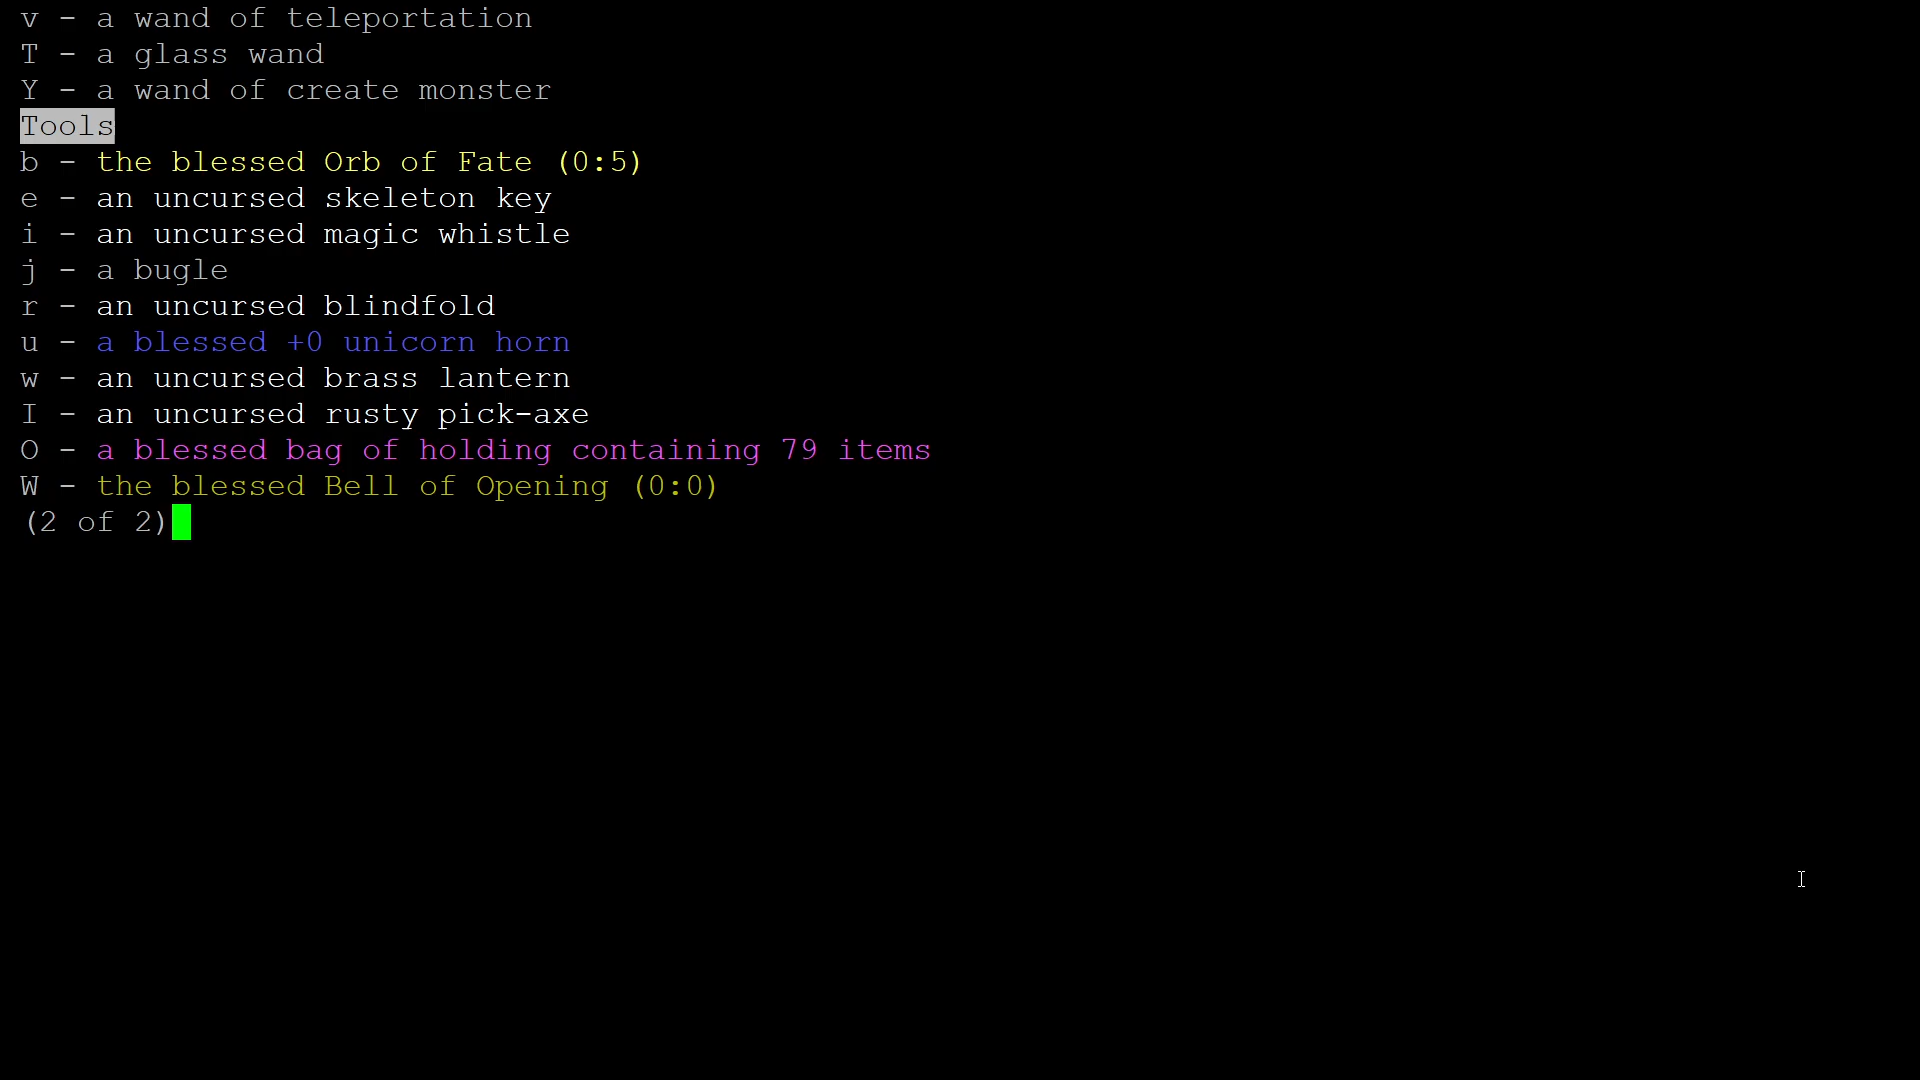 v - a wand of teleportation
T - a glass wand
Y - a wand of create monster
Tools
b - the blessed Orb of Fate (0:5)
e - an uncursed skeleton key
i - an uncursed magic whistle
j - a bugle
r - an uncursed blindfold
u - a blessed +0 unicorn horn
w - an uncursed brass lantern
I - an uncursed rusty pick-axe
O - a blessed bag of holding containing 79 items
W - the blessed Bell of Opening (0:0)
(2 of 2)